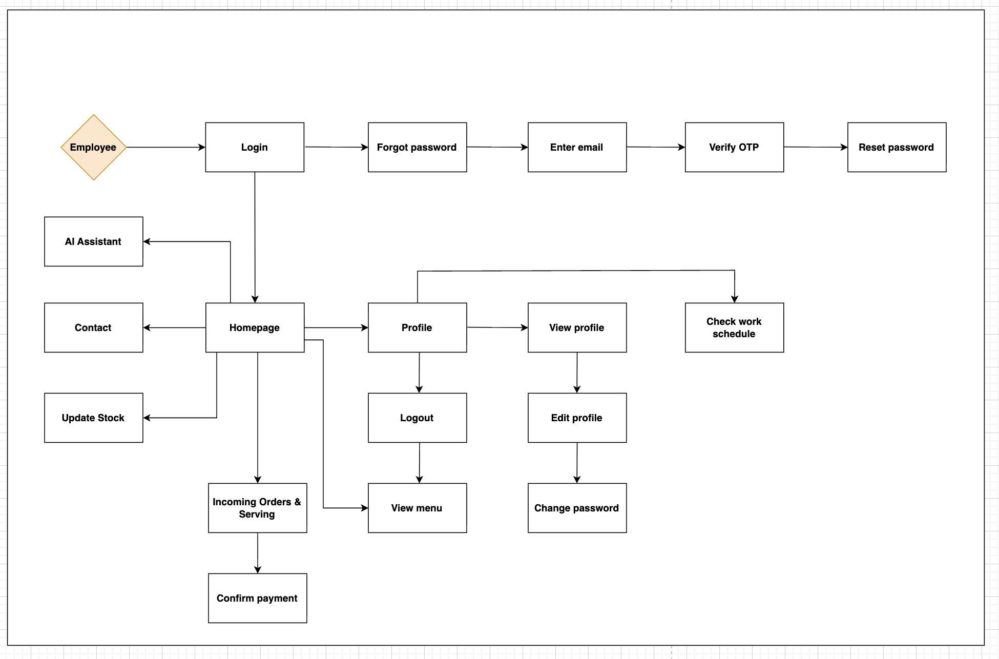 Employee
Login
Forgot password
Enter email
Verify OTP
Reset password
AI Assistant
Contact
Homepage
Profile
View profile
Check work
schedule
Update Stock
Logout
Edit profile
Incoming Orders &
Serving
View menu
Change password
Confirm payment